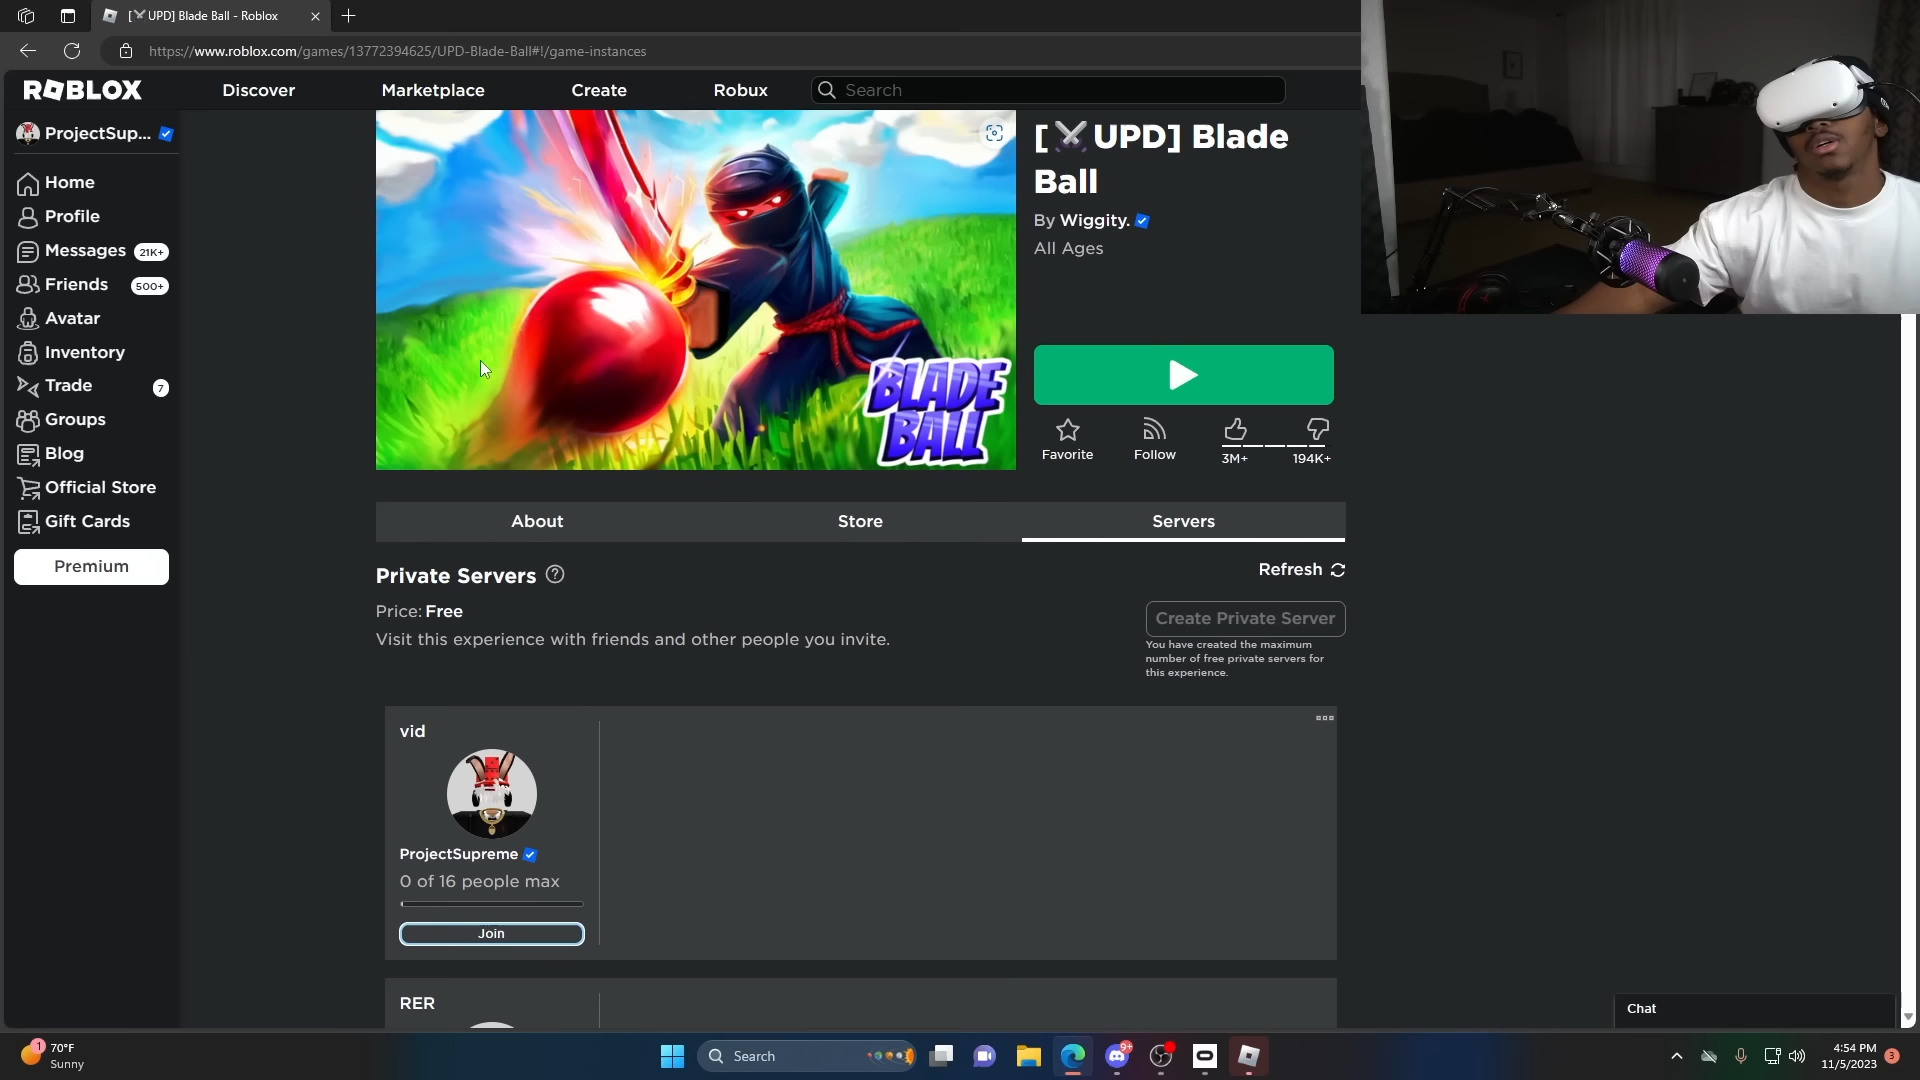 [⚔UPD] Blade Ball - Roblox
https://www.roblox.com/games/13772394625/UPD-Blade-Ball#!/game-instances
ROBLOX
Discover
Marketplace
Create
Robux
Search
ProjectSup...
Home
Profile
Messages 21K+
Friends 500+
Avatar
Inventory
Trade 7
Groups
Blog
Official Store
Gift Cards
Premium
BLADE
BALL
[⚔UPD] Blade
Ball
By Wiggity.
All Ages
Favorite
Follow
3M+
194K+
About
Store
Servers
Private Servers ?
Refresh
Price: Free
Visit this experience with friends and other people you invite.
Create Private Server
You have created the maximum
number of free private servers for
this experience.
vid
ProjectSupreme
0 of 16 people max
Join
RER
Chat
1
70°F
Sunny
Search
9+
4:54 PM
11/5/2023
3